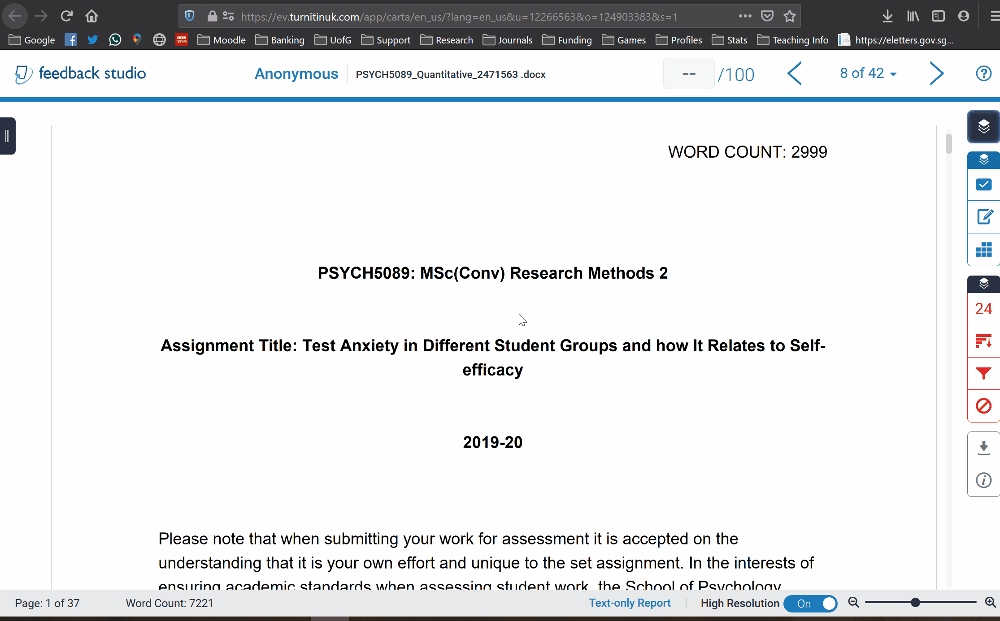 https://ev.turnitinuk.com/app/carta/en_us/?lang=en_us&u=12266563&o=124903383&s=1
Google BBC NEWS Moodle Banking UofG Support Research Journals Funding Games Profiles Stats Teaching Info https://eletters.gov.sg...
feedback studio Anonymous PSYCH5089_Quantitative_2471563 .docx -- /100 8 of 42 ?
WORD COUNT: 2999
PSYCH5089: MSc(Conv) Research Methods 2
Assignment Title: Test Anxiety in Different Student Groups and how It Relates to Self-
efficacy
2019-20
Please note that when submitting your work for assessment it is accepted on the
understanding that it is your own effort and unique to the set assignment. In the interests of
ensuring academic standards when assessing student work, the School of Psychology
24
i
Page: 1 of 37 Word Count: 7221 Text-only Report High Resolution On